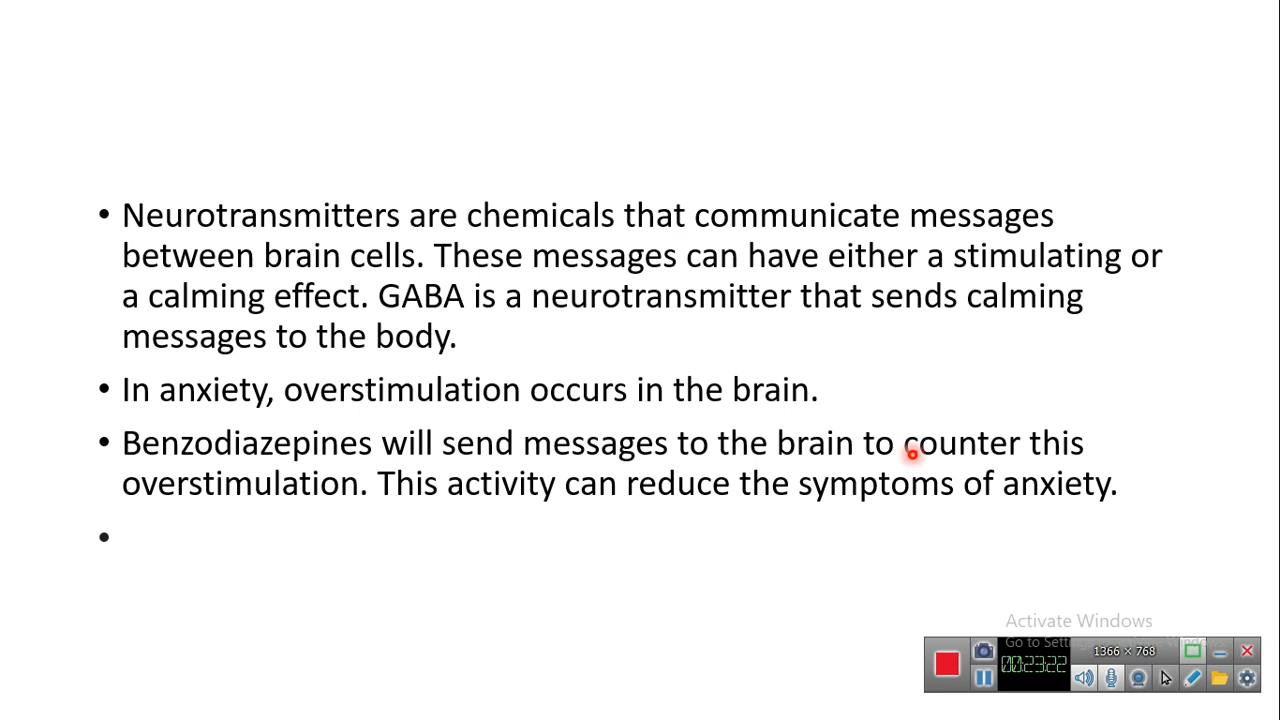 • Neurotransmitters are chemicals that communicate messages
between brain cells. These messages can have either a stimulating or
a calming effect. GABA is a neurotransmitter that sends calming
messages to the body.
• In anxiety, overstimulation occurs in the brain.
• Benzodiazepines will send messages to the brain to counter this
overstimulation. This activity can reduce the symptoms of anxiety.
•
Activate Windows
Go to Sett
1366 × 768
00:23:22